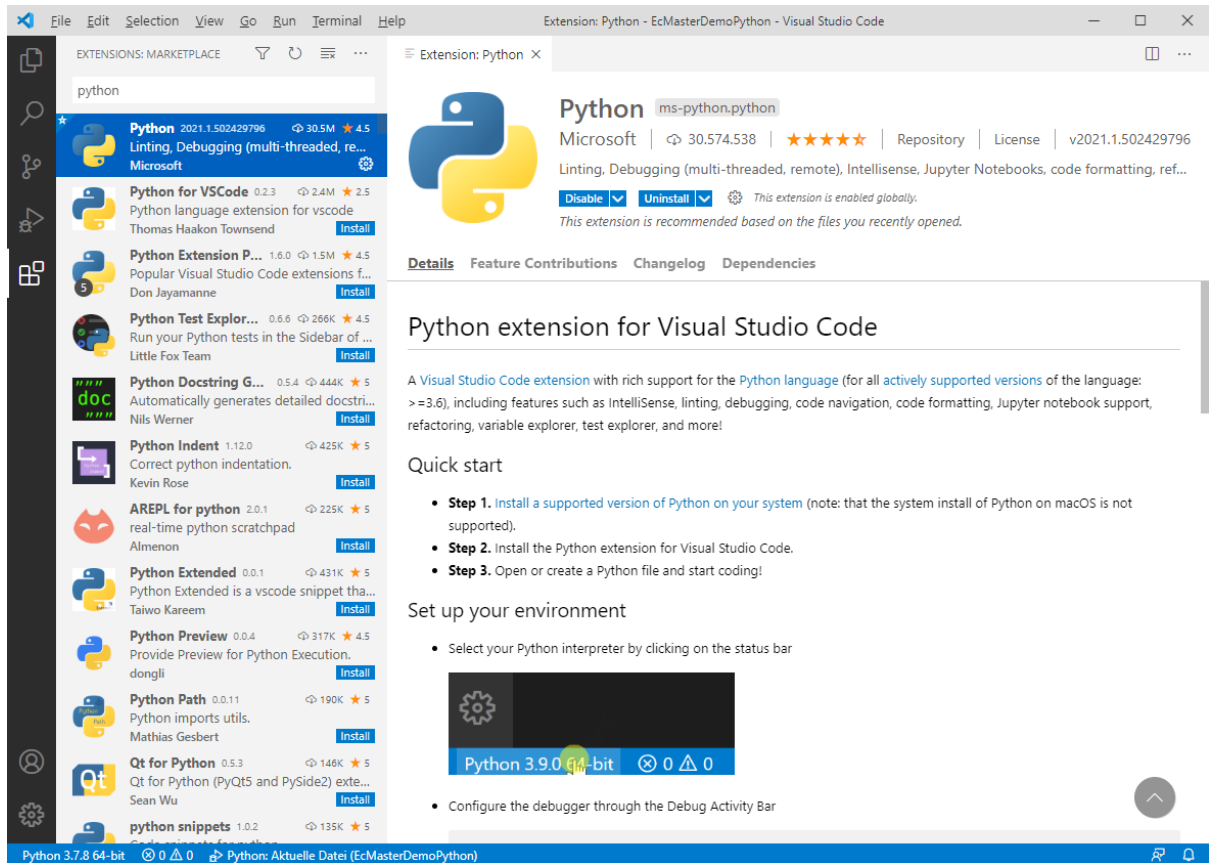 File Edit Selection View Go Run Terminal Help
Extension: Python - EcMasterDemoPython - Visual Studio Code
EXTENSIONS: MARKETPLACE
python
Python 2021.1.502429796 30.5M ★ 4.5
Linting, Debugging (multi-threaded, re...
Microsoft
Python for VSCode 0.2.3 2.4M ★ 2.5
Python language extension for vscode
Thomas Haakon Townsend Install
Python Extension P... 1.6.0 1.5M ★ 4.5
Popular Visual Studio Code extensions f...
5
Don Jayamanne Install
Python Test Explor... 0.6.6 266K ★ 4.5
Run your Python tests in the Sidebar of ...
Little Fox Team Install
""" doc """
Python Docstring G... 0.5.4 444K ★ 5
Automatically generates detailed docstri...
Nils Werner Install
Python Indent 1.12.0 425K ★ 5
Correct python indentation.
Kevin Rose Install
AREPL for python 2.0.1 225K ★ 5
real-time python scratchpad
Almenon Install
Python Extended 0.0.1 431K ★ 5
Python Extended is a vscode snippet tha...
Taiwo Kareem Install
Python Preview 0.0.4 317K ★ 4.5
Provide Preview for Python Execution.
dongli Install
Python Path 0.0.11 190K ★ 5
Python imports utils.
Mathias Gesbert Install
Qt
Qt for Python 0.5.3 146K ★ 5
Qt for Python (PyQt5 and PySide2) exte...
Sean Wu Install
python snippets 1.0.2 135K ★ 5
Extension: Python
Python ms-python.python
Microsoft | 30.574.538 | ★★★★ | Repository | License | v2021.1.502429796
Linting, Debugging (multi-threaded, remote), Intellisense, Jupyter Notebooks, code formatting, ref...
Disable Uninstall This extension is enabled globally.
This extension is recommended based on the files you recently opened.
Details Feature Contributions Changelog Dependencies
Python extension for Visual Studio Code
A Visual Studio Code extension with rich support for the Python language (for all actively supported versions of the language:
>=3.6), including features such as IntelliSense, linting, debugging, code navigation, code formatting, Jupyter notebook support,
refactoring, variable explorer, test explorer, and more!
Quick start
• Step 1. Install a supported version of Python on your system (note: that the system install of Python on macOS is not
supported).
• Step 2. Install the Python extension for Visual Studio Code.
• Step 3. Open or create a Python file and start coding!
Set up your environment
• Select your Python interpreter by clicking on the status bar
Python 3.9.0 64-bit 0 0
• Configure the debugger through the Debug Activity Bar
Python 3.7.8 64-bit 0 0 Python: Aktuelle Datei (EcMasterDemoPython)